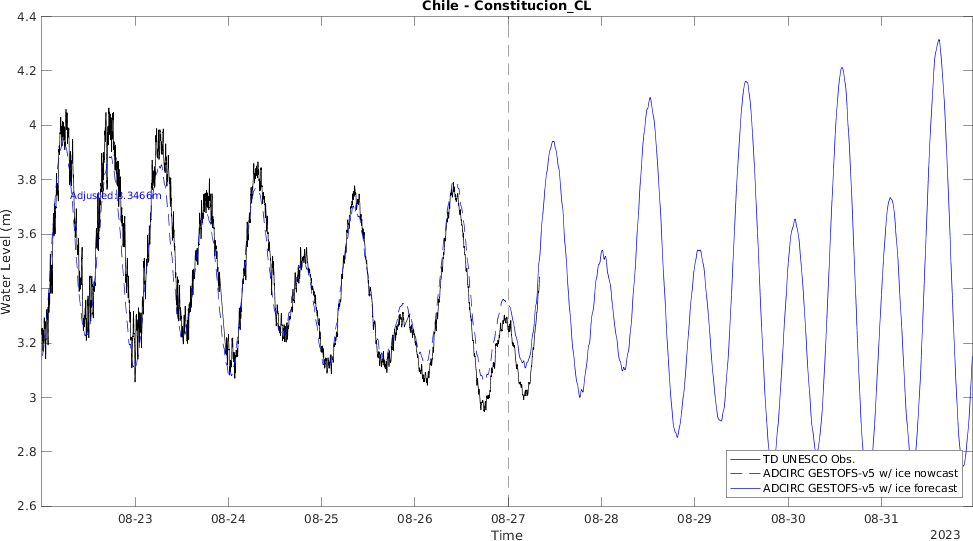 Chile - Constitucion_CL
4.4
4.2
4
3.8
3.6
3.4
3.2
3
2.8
2.6
Water Level (m)
Adjusted:3.3466m
TD UNESCO Obs.
ADCIRC GESTOFS-v5 w/ ice nowcast
ADCIRC GESTOFS-v5 w/ ice forecast
08-23 08-24 08-25 08-26 08-27 08-28 08-29 08-30 08-31
Time
2023